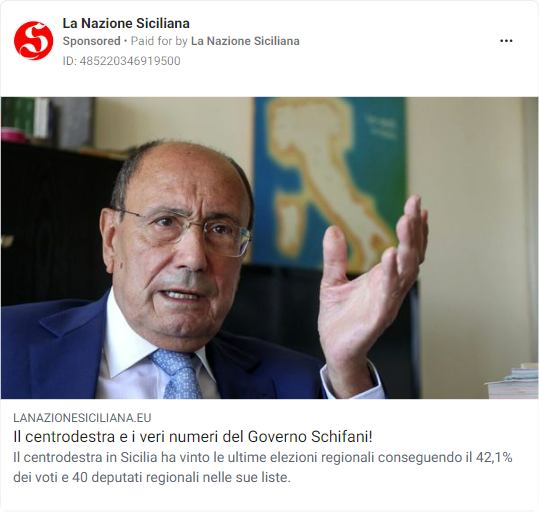 La Nazione Siciliana
Sponsored • Paid for by La Nazione Siciliana
ID: 485220346919500
LANAZIONESICILIANA.EU
Il centrodestra e i veri numeri del Governo Schifani!
Il centrodestra in Sicilia ha vinto le ultime elezioni regionali conseguendo il 42,1%
dei voti e 40 deputati regionali nelle sue liste.